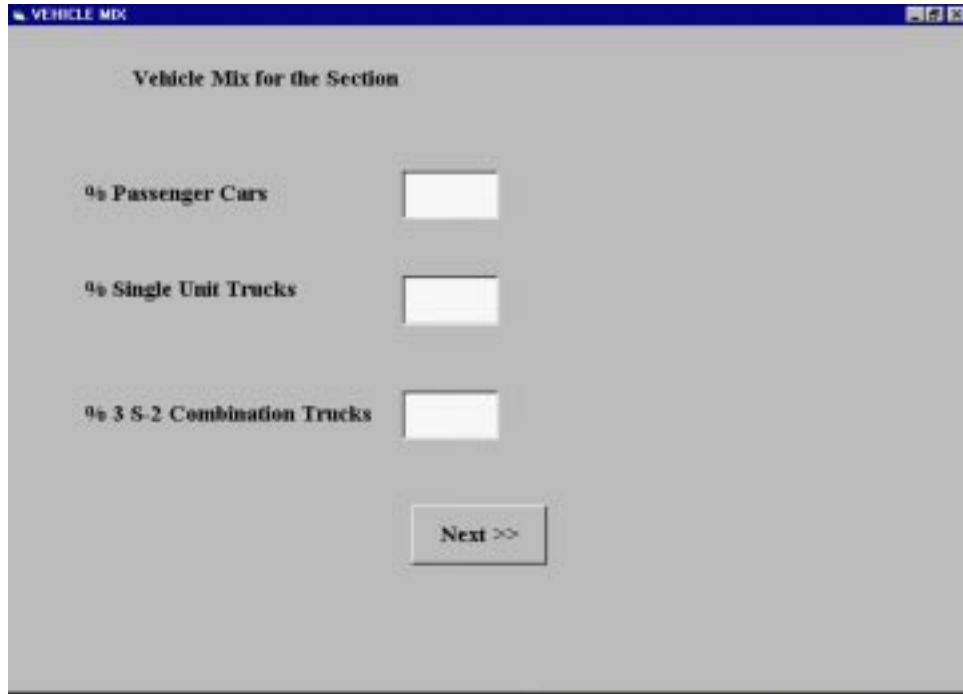 VEHICLE MIX
Vehicle Mix for the Section
% Passenger Cars
% Single Unit Trucks
% 3 S-2 Combination Trucks
Next >>